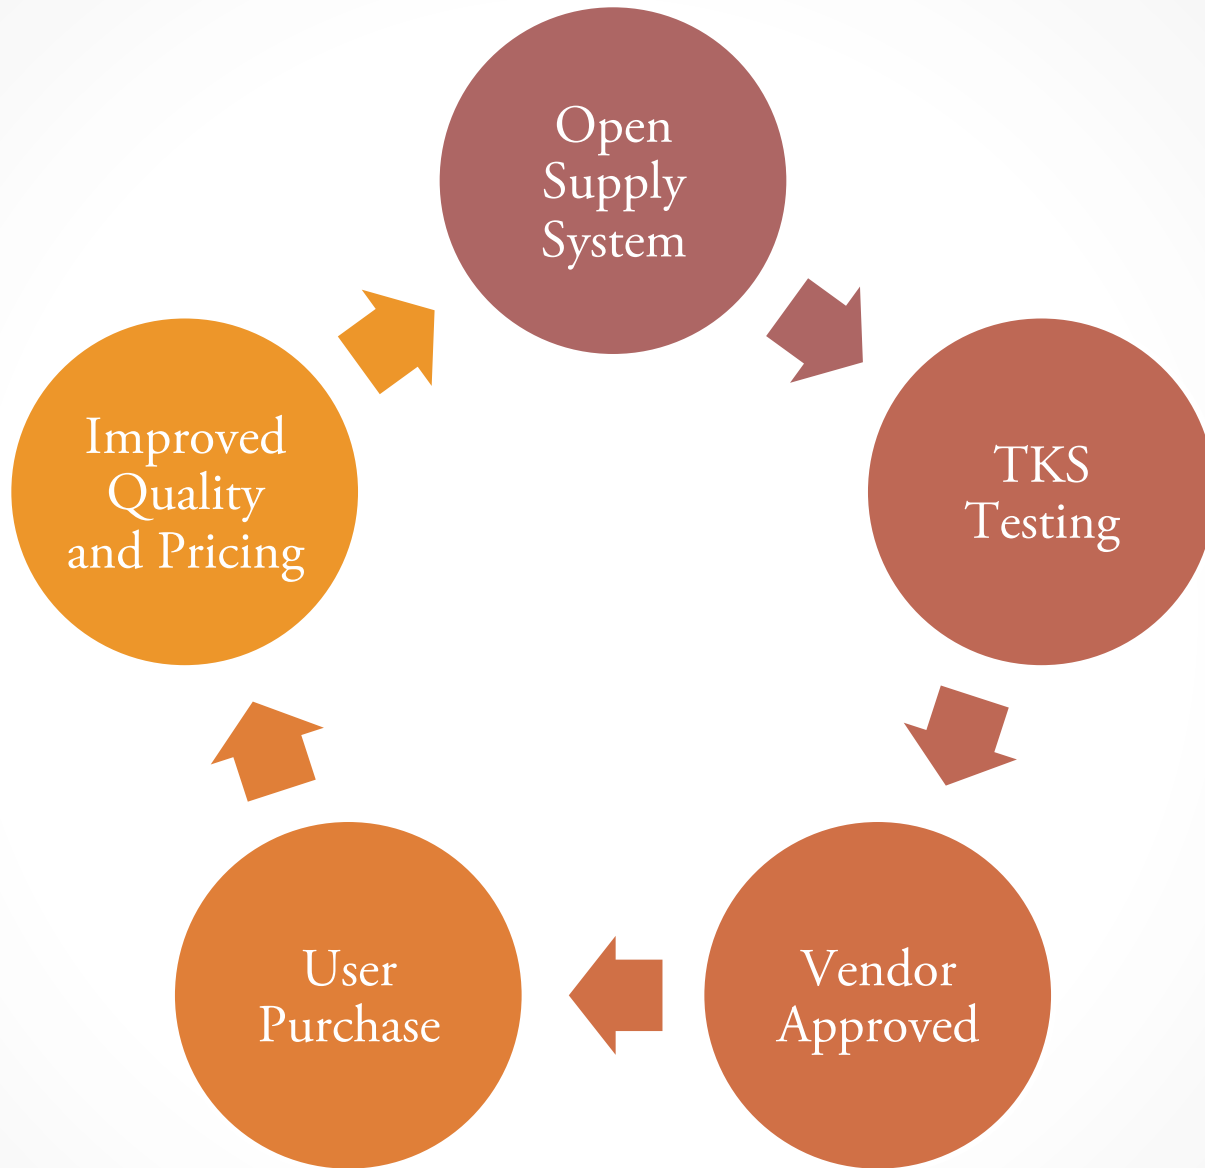 Open
Supply
System
TKS
Testing
Vendor
Approved
User
Purchase
Improved
Quality
and Pricing